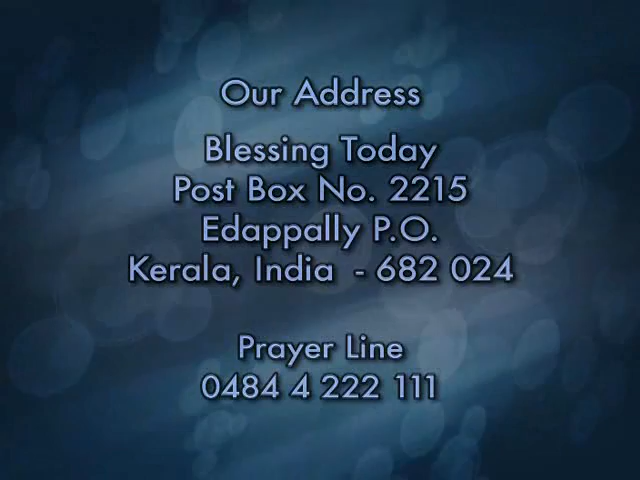 Our Address
Blessing Today
Post Box No. 2215
Edappally P.O.
Kerala, India - 682 024
Prayer Line
0484 4 222 111